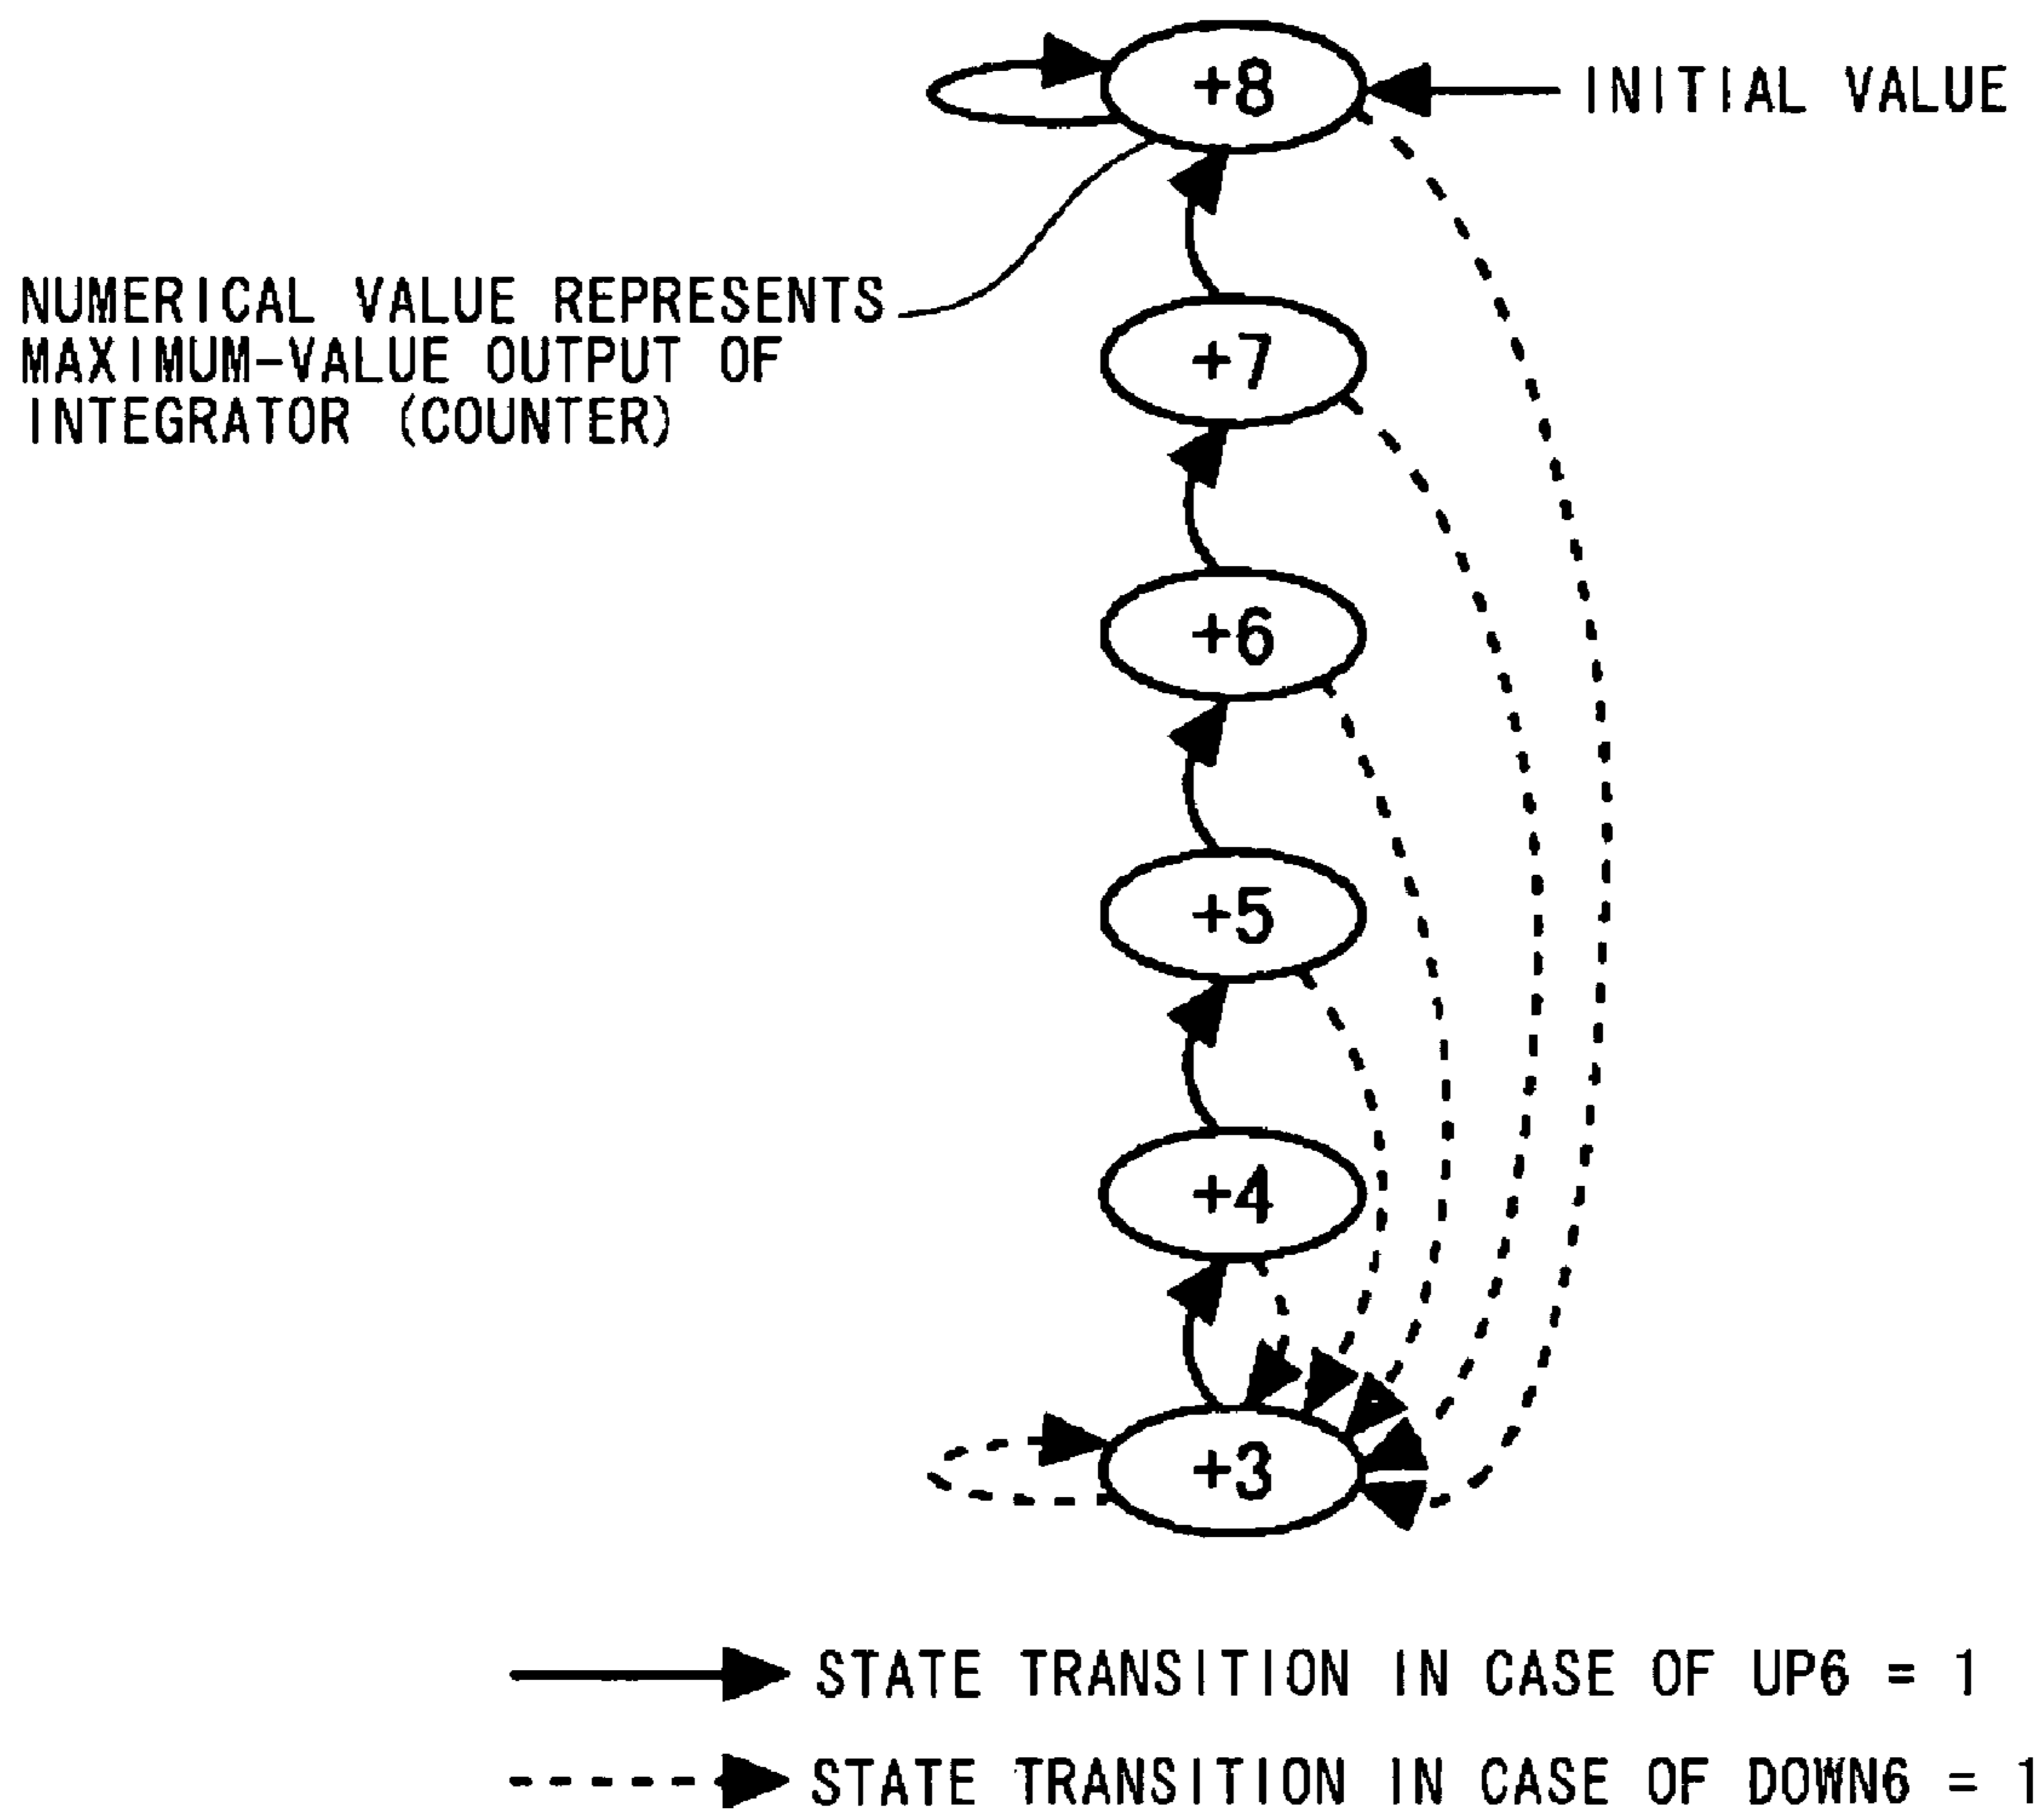 +8
INITIAL VALUE
NUMERICAL VALUE REPRESENTS
MAXIMUM-VALUE OUTPUT OF
INTEGRATOR (COUNTER)
+7
+6
+5
+4
+3
STATE TRANSITION IN CASE OF UP6 = 1
STATE TRANSITION IN CASE OF DOWN6 = 1